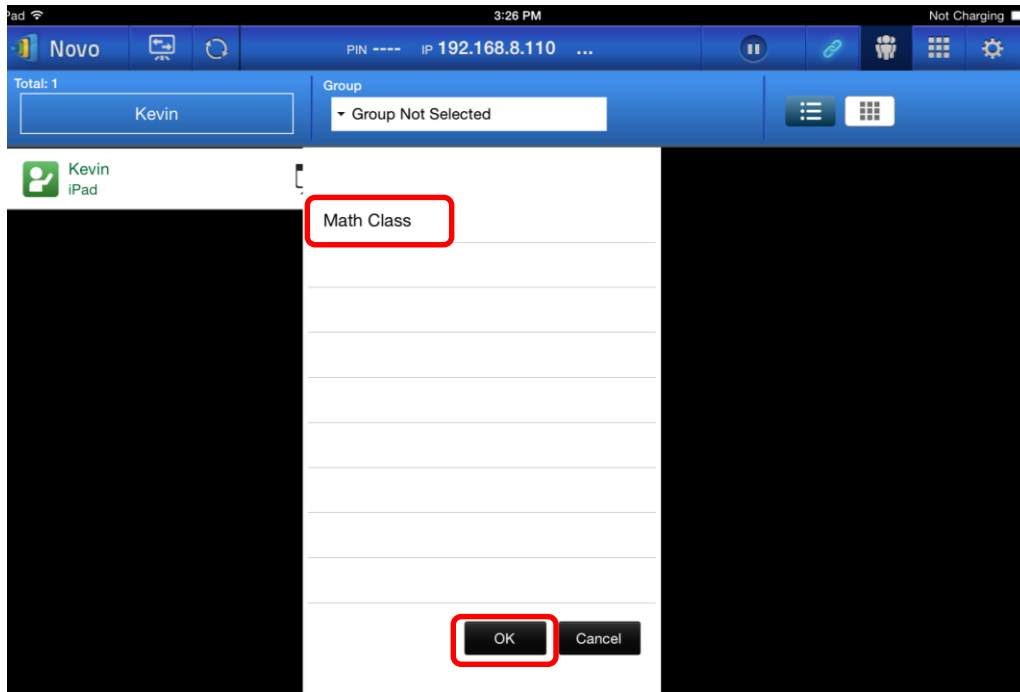 Pad 3:26 PM Not Charging
Novo PIN ---- IP 192.168.8.110 ...
Total: 1 Group
Kevin Group Not Selected
Kevin
iPad
Math Class
OK Cancel